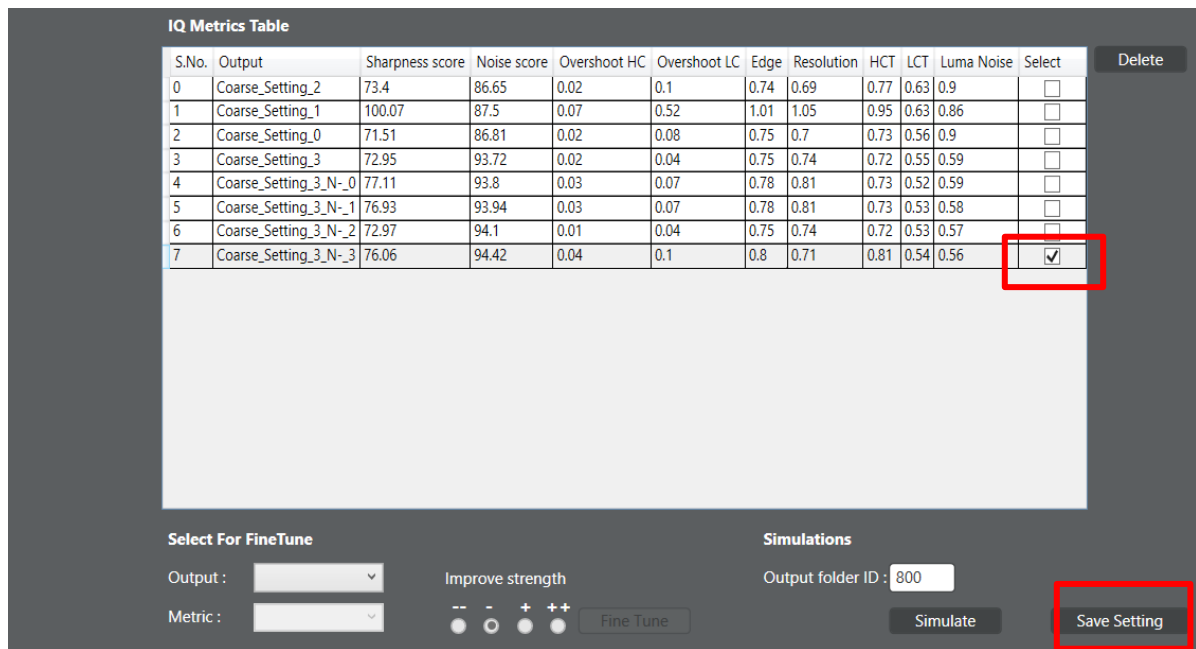 IQ Metrics Table
S.No. Output Sharpness score Noise score Overshoot HC Overshoot LC Edge Resolution HCT LCT Luma Noise Select Delete
0 Coarse_Setting_2 73.4 86.65 0.02 0.1 0.74 0.69 0.77 0.63 0.9
1 Coarse_Setting_1 100.07 87.5 0.07 0.52 1.01 1.05 0.95 0.63 0.86
2 Coarse_Setting_0 71.51 86.81 0.02 0.08 0.75 0.7 0.73 0.56 0.9
3 Coarse_Setting_3 72.95 93.72 0.02 0.04 0.75 0.74 0.72 0.55 0.59
4 Coarse_Setting_3_N-_0 77.11 93.8 0.03 0.07 0.78 0.81 0.73 0.52 0.59
5 Coarse_Setting_3_N-_1 76.93 93.94 0.03 0.07 0.78 0.81 0.73 0.53 0.58
6 Coarse_Setting_3_N-_2 72.97 94.1 0.01 0.04 0.75 0.74 0.72 0.53 0.57
7 Coarse_Setting_3_N-_3 76.06 94.42 0.04 0.1 0.8 0.71 0.81 0.54 0.56
Select For FineTune Simulations
Output : Improve strength Output folder ID : 800
-- - + ++
Metric : Fine Tune Simulate Save Setting